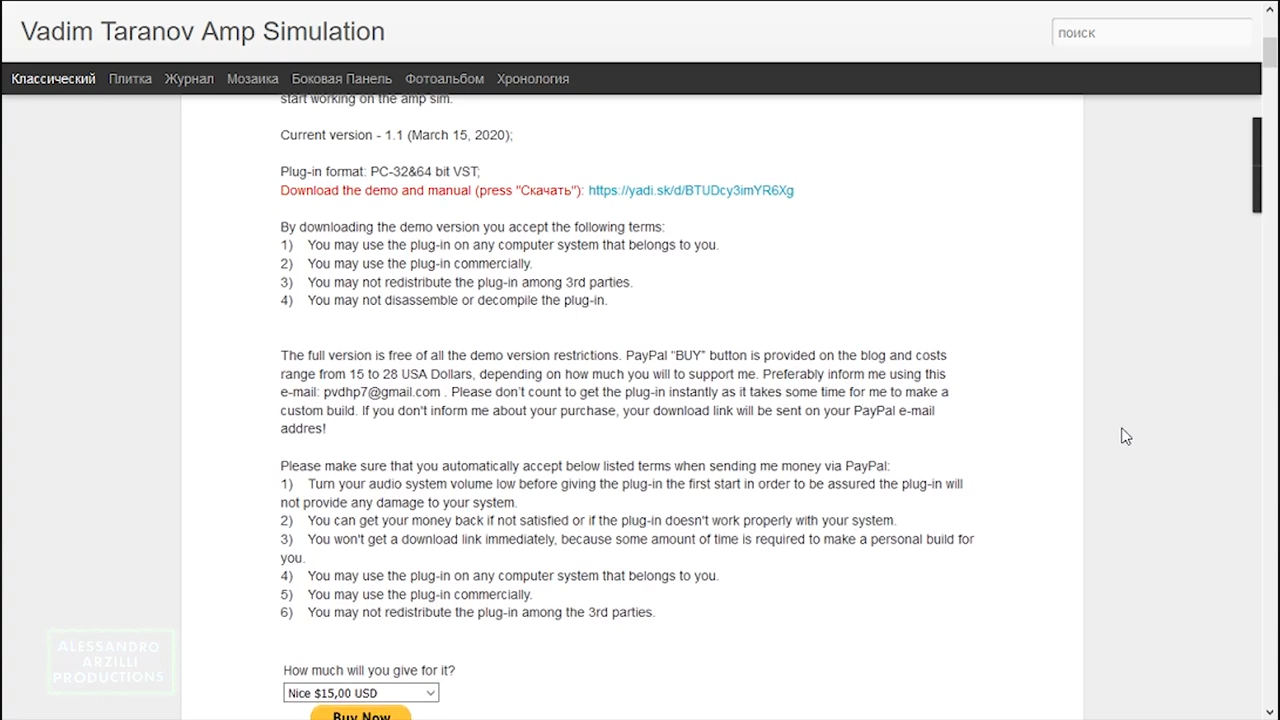 Vadim Taranov Amp Simulation
поиск
Классический Плитка Журнал Мозаика Боковая Панель Фотоальбом Хронология
start working on the amp sim.
Current version - 1.1 (March 15, 2020);
Plug-in format: PC-32&64 bit VST;
Download the demo and manual (press "Скачать"): https://yadi.sk/d/BTUDcy3imYR6Xg
By downloading the demo version you accept the following terms:
1) You may use the plug-in on any computer system that belongs to you.
2) You may use the plug-in commercially.
3) You may not redistribute the plug-in among 3rd parties.
4) You may not disassemble or decompile the plug-in.
The full version is free of all the demo version restrictions. PayPal “BUY” button is provided on the blog and costs
range from 15 to 28 USA Dollars, depending on how much you will to support me. Preferably inform me using this
e-mail: pvdhp7@gmail.com . Please don’t count to get the plug-in instantly as it takes some time for me to make a
custom build. If you don't inform me about your purchase, your download link will be sent on your PayPal e-mail
addres!
Please make sure that you automatically accept below listed terms when sending me money via PayPal:
1) Turn your audio system volume low before giving the plug-in the first start in order to be assured the plug-in will
not provide any damage to your system.
2) You can get your money back if not satisfied or if the plug-in doesn't work properly with your system.
3) You won't get a download link immediately, because some amount of time is required to make a personal build for
you.
4) You may use the plug-in on any computer system that belongs to you.
5) You may use the plug-in commercially.
6) You may not redistribute the plug-in among the 3rd parties.
How much will you give for it?
Nice $15,00 USD
Buy Now
ALESSANDRO
ARZILLI
PRODUCTIONS